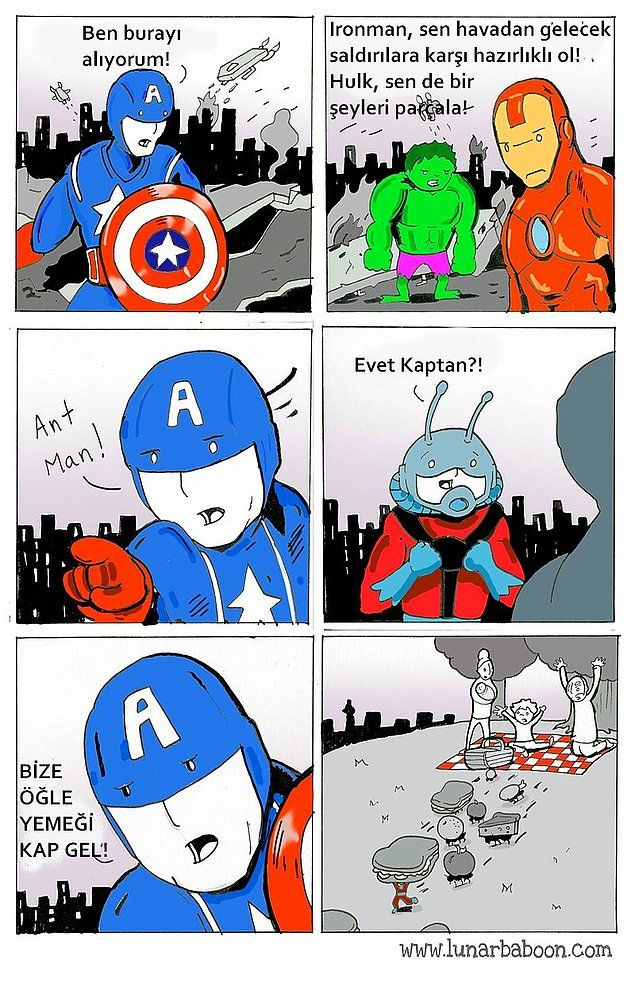 Ben burayı
alıyorum!
A
Ironman, sen havadan gelecek
saldırılara karşı hazırlıklı ol!
Hulk, sen de bir
şeyleri parçala!
Ant
Man!
A
Evet Kaptan?!
A
BİZE
ÖĞLE
YEMEĞİ
KAP GEL!
www.lunarbaboon.com